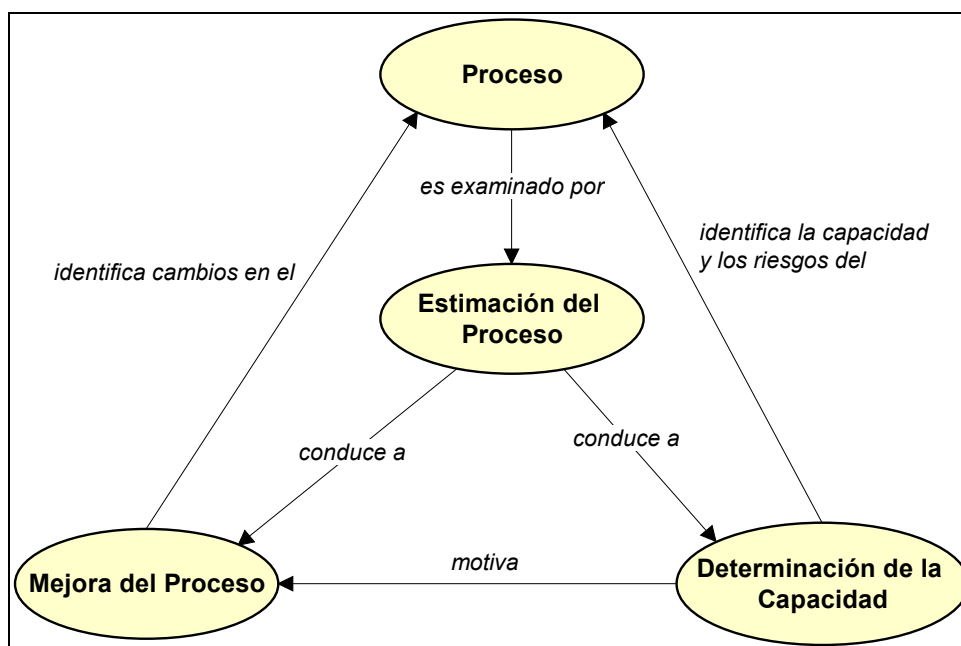 Proceso
es examinado por
identifica la capacidad
y los riesgos del
identifica cambios en el
Estimación del
Proceso
conduce a
conduce a
Mejora del Proceso
motiva
Determinación de la
Capacidad